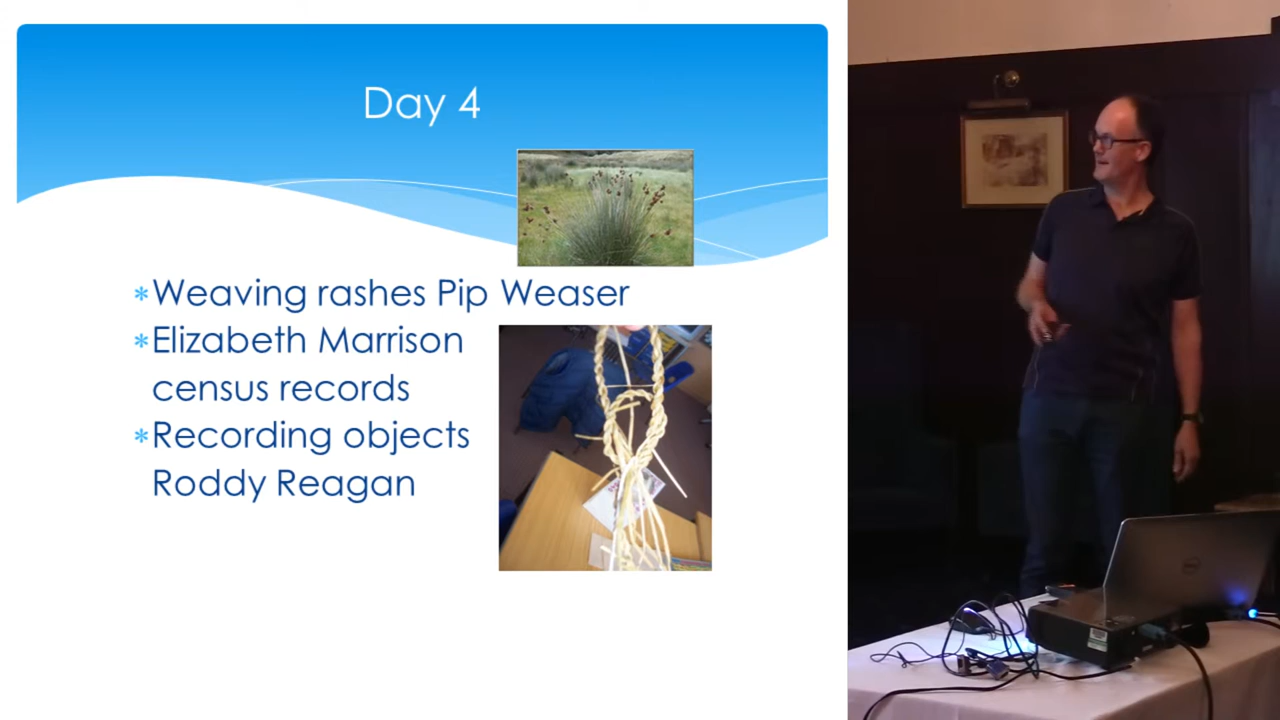 Day 4
*Weaving rashes Pip Weaser
*Elizabeth Marrison
census records
*Recording objects
Roddy Reagan